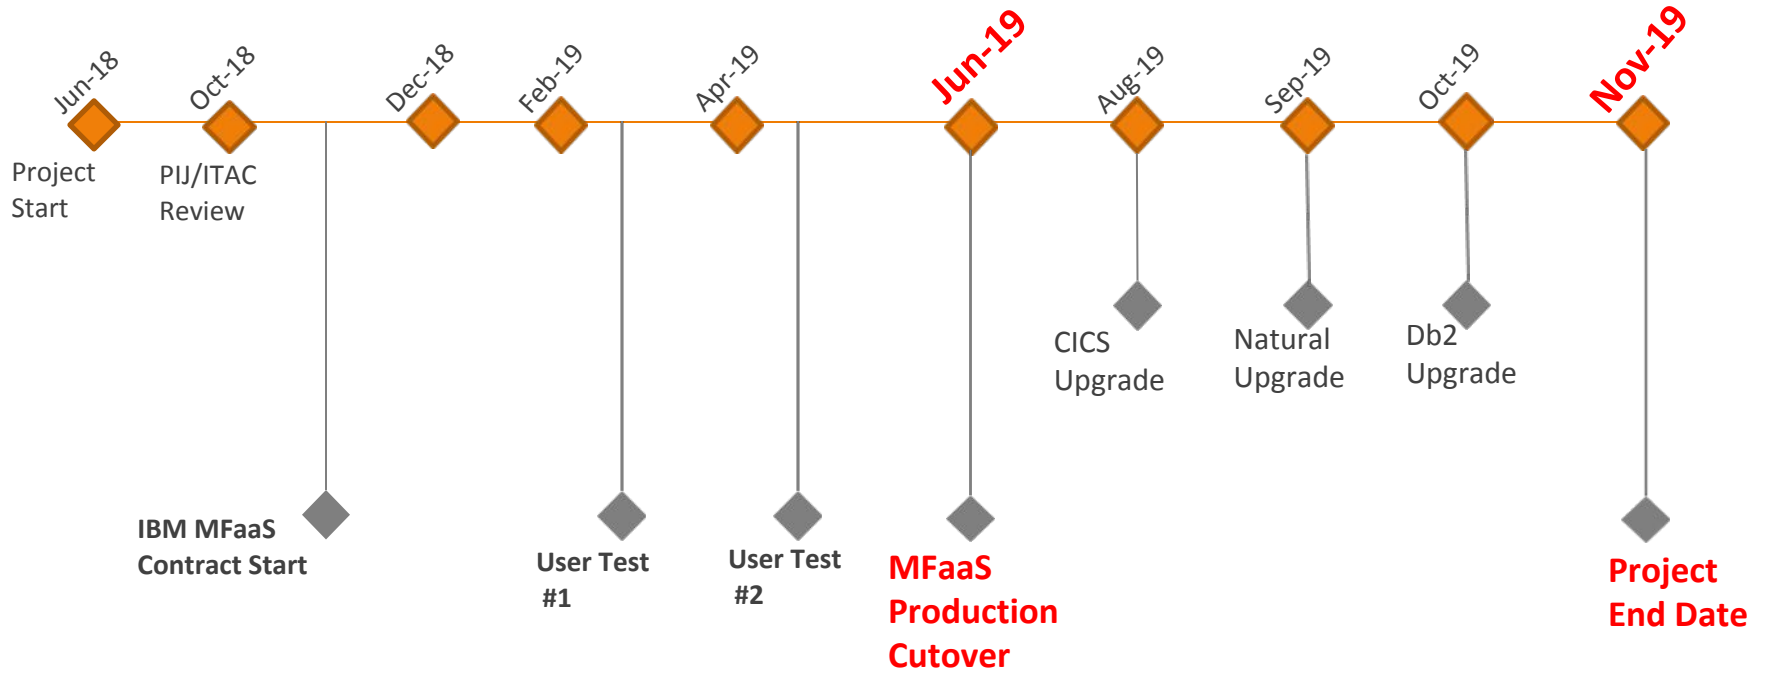 Jun-18
Oct-18
Dec-18
Feb-19
Apr-19
Jun-19
Aug-19
Sep-19
Oct-19
Nov-19
Project
Start
PIJ/ITAC
Review
CICS
Upgrade
Natural
Upgrade
Db2
Upgrade
IBM MFaaS
Contract Start
User Test
#1
User Test
#2
MFaaS
Production
Cutover
Project
End Date